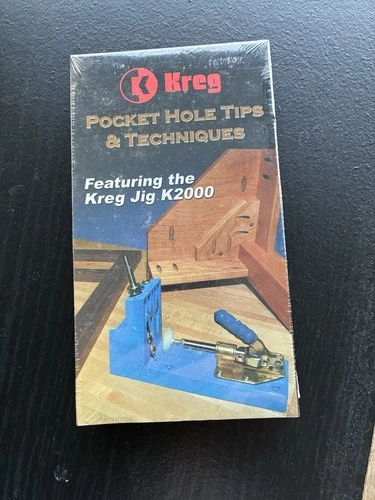 K Kreg
POCKET HOLE TIPS
& TECHNIQUES
Featuring the
Kreg Jig K2000